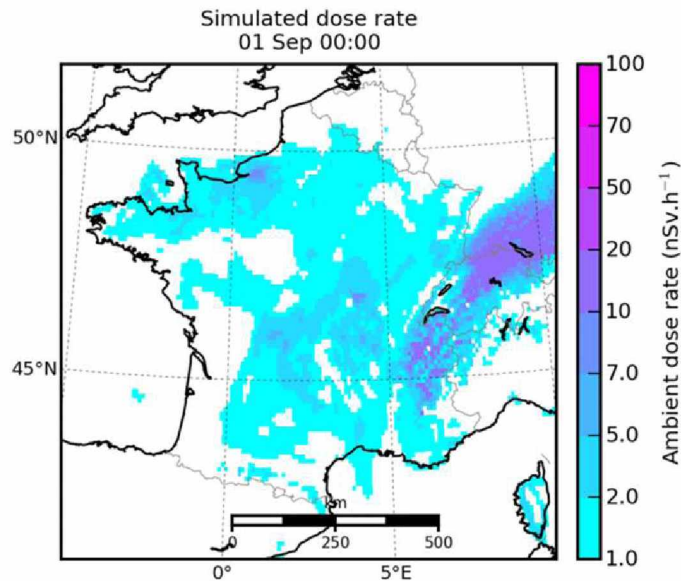 Simulated dose rate
01 Sep 00:00
50°N
45°N
0°
5°E
km
0
250
500
100
70
50
20
10
7.0
5.0
2.0
1.0
Ambient dose rate (nSv.h⁻¹)